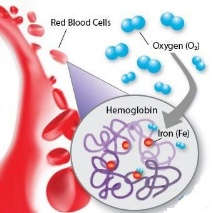 Red Blood Cells
Oxygen (O₂)
Hemoglobin
Iron (Fe)